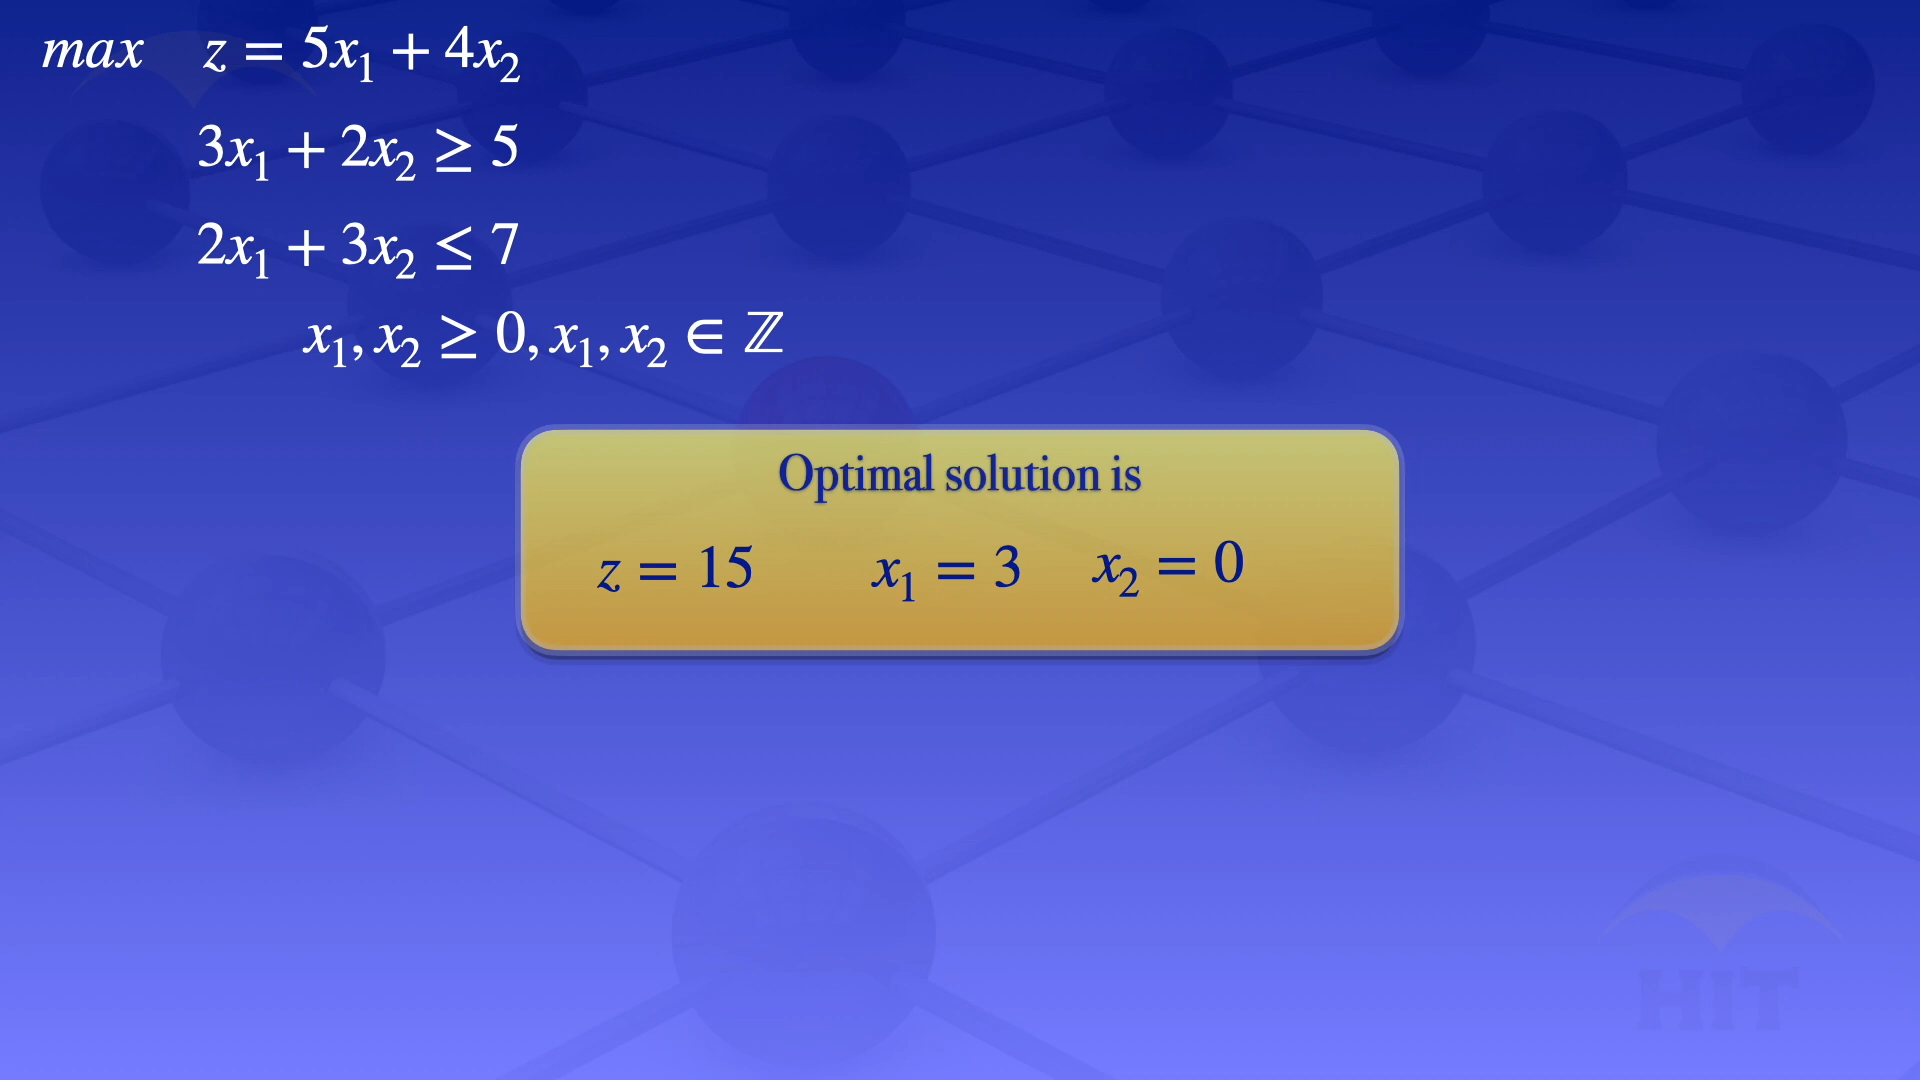 max z = 5x₁ + 4x₂
3x₁ + 2x₂ ≥ 5
2x₁ + 3x₂ ≤ 7
x₁, x₂ ≥ 0, x₁, x₂ ∈ ℤ
Optimal solution is
z = 15 x₁ = 3 x₂ = 0
HIT